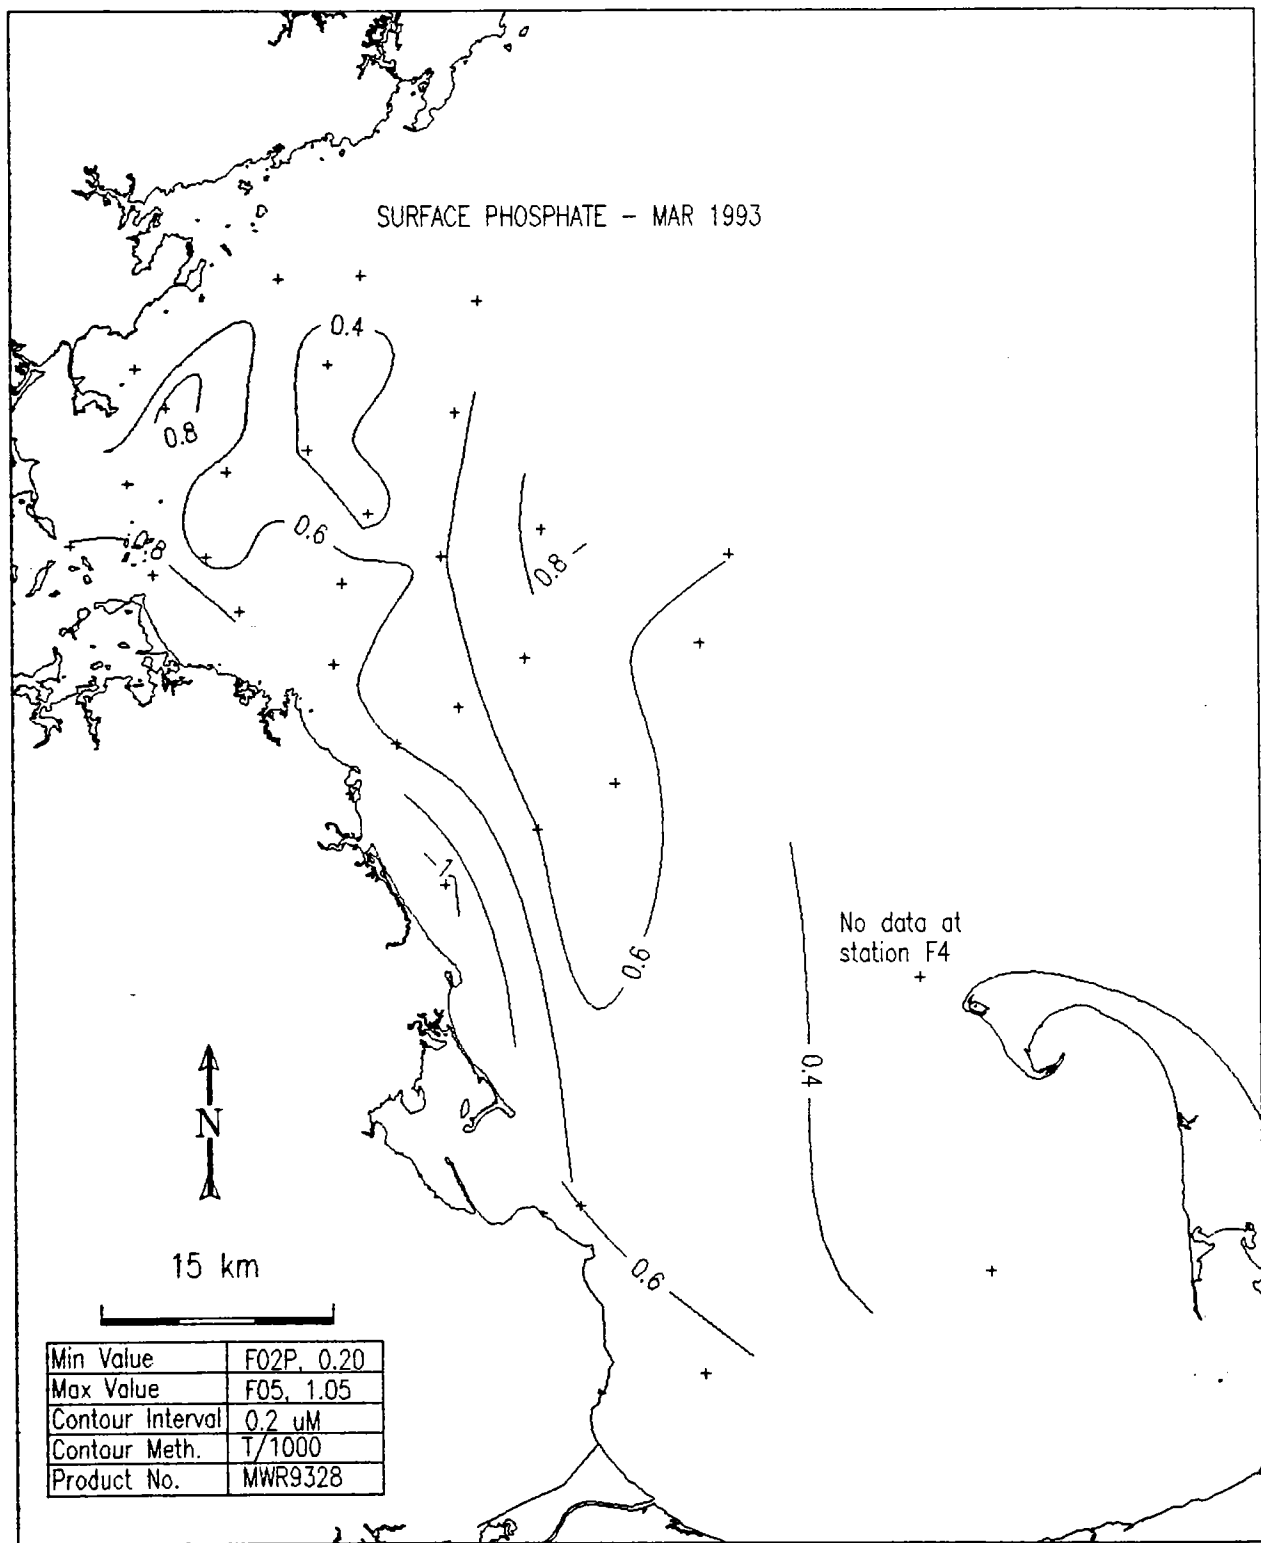 SURFACE PHOSPHATE - MAR 1993
0.4
0.8
0.6
0.8
0.8
1
No data at
station F4
0.6
0.4
N
0.6
15 km
Min Value F02P, 0.20
Max Value F05, 1.05
Contour Interval 0.2 uM
Contour Meth. T/1000
Product No. MWR9328